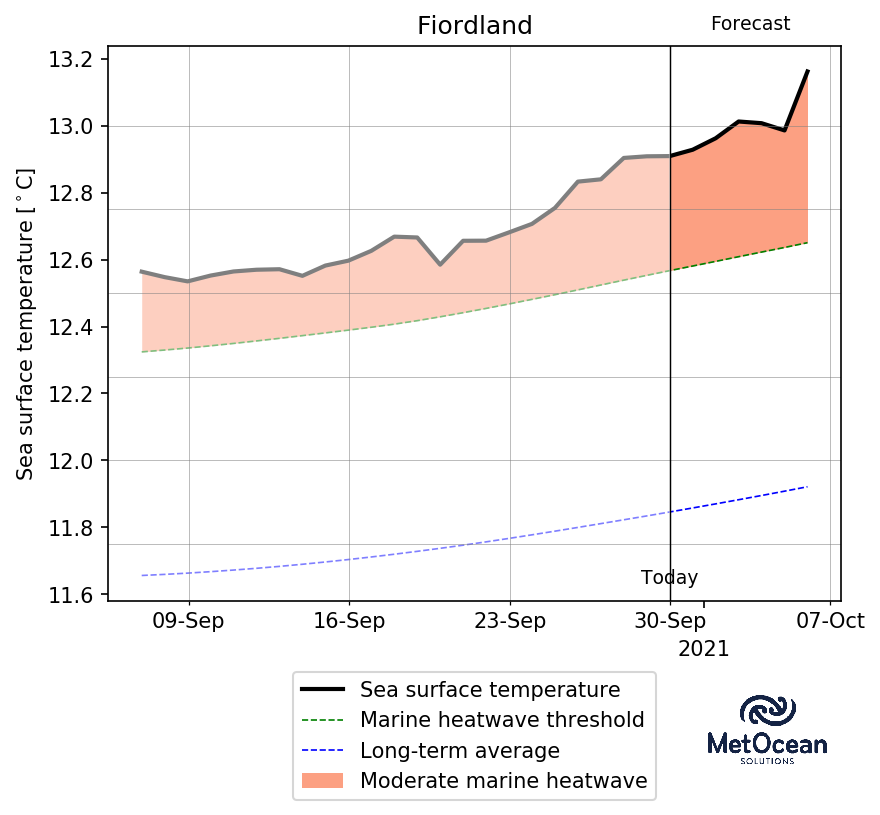 Fiordland
Forecast
Sea surface temperature [°C]
13.2
13.0
12.8
12.6
12.4
12.2
12.0
11.8
11.6
Today
09-Sep 16-Sep 23-Sep 30-Sep 07-Oct
2021
Sea surface temperature
Marine heatwave threshold
Long-term average
Moderate marine heatwave
MetOcean
SOLUTIONS